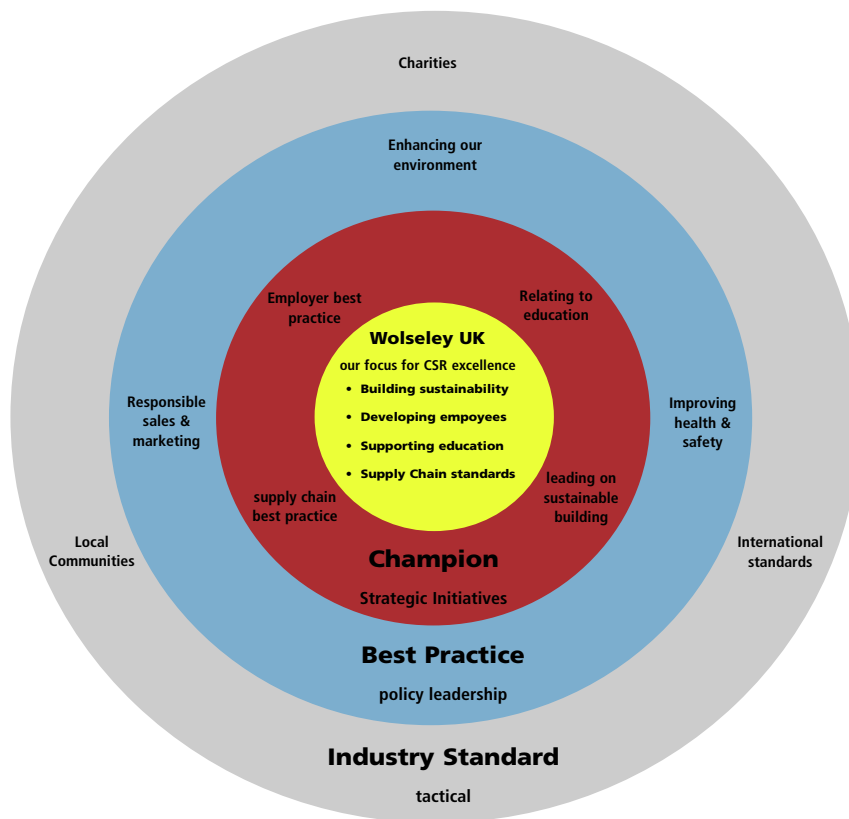 Charities
Enhancing our
environment
Employer best
practice
Relating to
education
Wolseley UK
our focus for CSR excellence
• Building sustainability
• Developing empoyees
• Supporting education
• Supply Chain standards
Responsible
sales &
marketing
Improving
health &
safety
supply chain
best practice
leading on
sustainable
building
Local
Communities
International
standards
Champion
Strategic Initiatives
Best Practice
policy leadership
Industry Standard
tactical